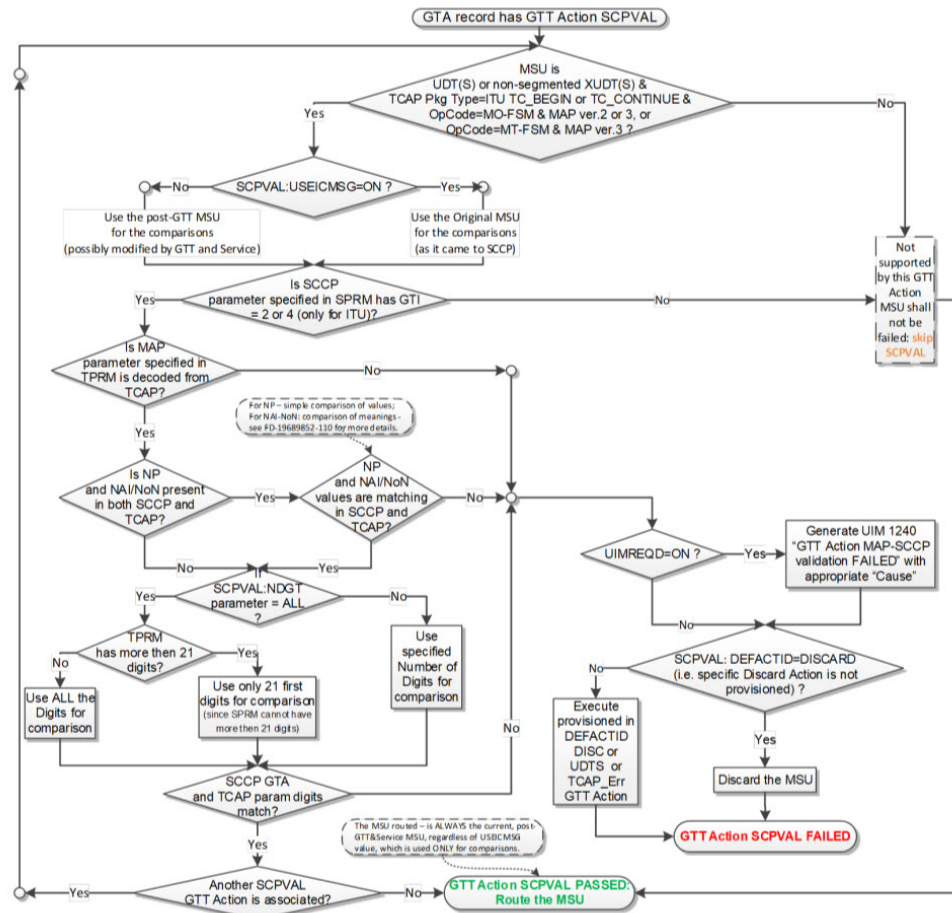 GTA record has GTT Action SCPVAL
MSU is
UDT(S) or non-segmented XUDT(S) &
TCAP Pkg Type=ITU TC_BEGIN or TC_CONTINUE &
OpCode=MO-FSM & MAP ver.2 or 3, or
OpCode=MT-FSM & MAP ver.3 ?
No
Yes
SCPVAL:USEICMSG=ON ?
No
Yes
Use the post-GTT MSU
for the comparisons
(possibly modified by GTT and Service)
Use the Original MSU
for the comparisons
(as it came to SCCP)
Is SCCP
parameter specified in SPRM has GTI
= 2 or 4 (only for ITU)?
Yes
No
Not
supported
by this GTT
Action
MSU shall
not be
failed: skip
SCPVAL
Is MAP
parameter specified in
TPRM is decoded from
TCAP?
No
Yes
For NP – simple comparison of values;
For NAI-NoN: comparison of meanings -
see FD-19689852-110 for more details.
Is NP
and NAI/NoN present
in both SCCP and
TCAP?
Yes
NP
and NAI/NoN
values are matching
in SCCP and
TCAP?
No
No
Yes
UIMREQD=ON ?
Yes
Generate UIM 1240
"GTT Action MAP-SCCP
validation FAILED" with
appropriate "Cause"
No
If
SCPVAL:NDGT
parameter = ALL
?
Yes
No
TPRM
has more then 21
digits?
No
Yes
Use ALL the
Digits for
comparison
Use only 21 first
digits for comparison
(since SPRM cannot have
more then 21 digits)
Use
specified
Number of
Digits for
comparison
SCPVAL: DEFACTID=DISCARD
(i.e. specific Discard Action is not
provisioned) ?
No
Yes
Execute
provisioned in
DEFACTID
DISC or
UDTS or
TCAP_Err
GTT Action
Discard the MSU
GTT Action SCPVAL FAILED
SCCP GTA
and TCAP param digits
match?
No
Yes
The MSU routed – is ALWAYS the current, post-
GTT&Service MSU, regardless of USBCMSG
value, which is used ONLY for comparisons.
Another SCPVAL
GTT Action is associated?
Yes
No
GTT Action SCPVAL PASSED:
Route the MSU